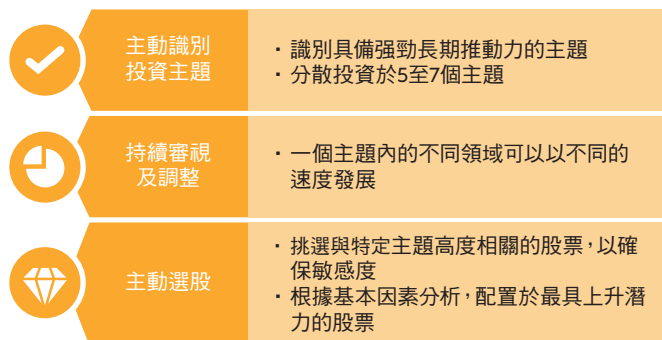 主動識別
投資主題
· 識別具備强勁長期推動力的主題
· 分散投資於5至7個主題
持續審視
及調整
· 一個主題內的不同領域可以以不同的
速度發展
主動選股
· 挑選與特定主題高度相關的股票，以確
保敏感度
· 根據基本因素分析，配置於最具上升潛
力的股票